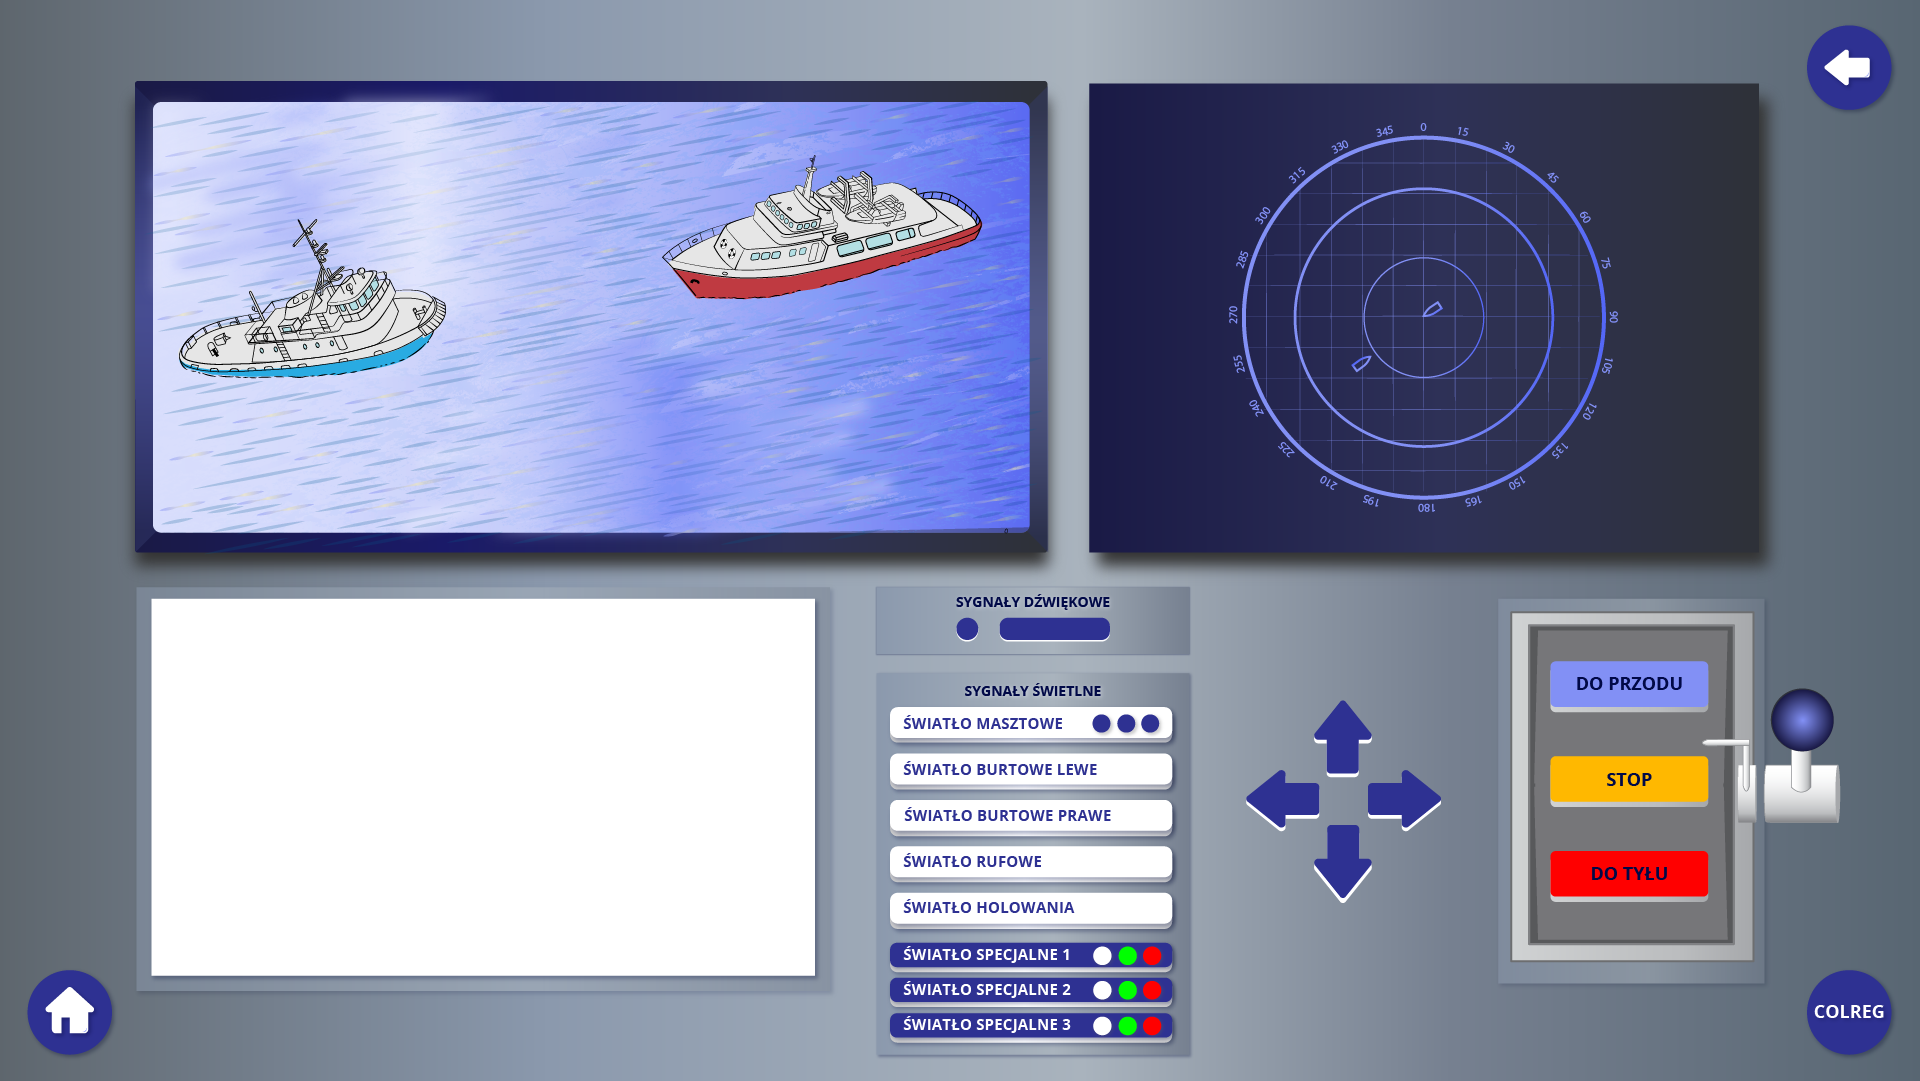 0
15
30
45
60
75
90
105
120
135
150
165
180
195
210
225
240
255
270
285
300
315
330
345
SYGNAŁY DŹWIĘKOWE
SYGNAŁY ŚWIETLNE
ŚWIATŁO MASZTOWE
ŚWIATŁO BURTOWE LEWE
ŚWIATŁO BURTOWE PRAWE
ŚWIATŁO RUFOWE
ŚWIATŁO HOLOWANIA
ŚWIATŁO SPECJALNE 1
ŚWIATŁO SPECJALNE 2
ŚWIATŁO SPECJALNE 3
DO PRZODU
STOP
DO TYŁU
COLREG